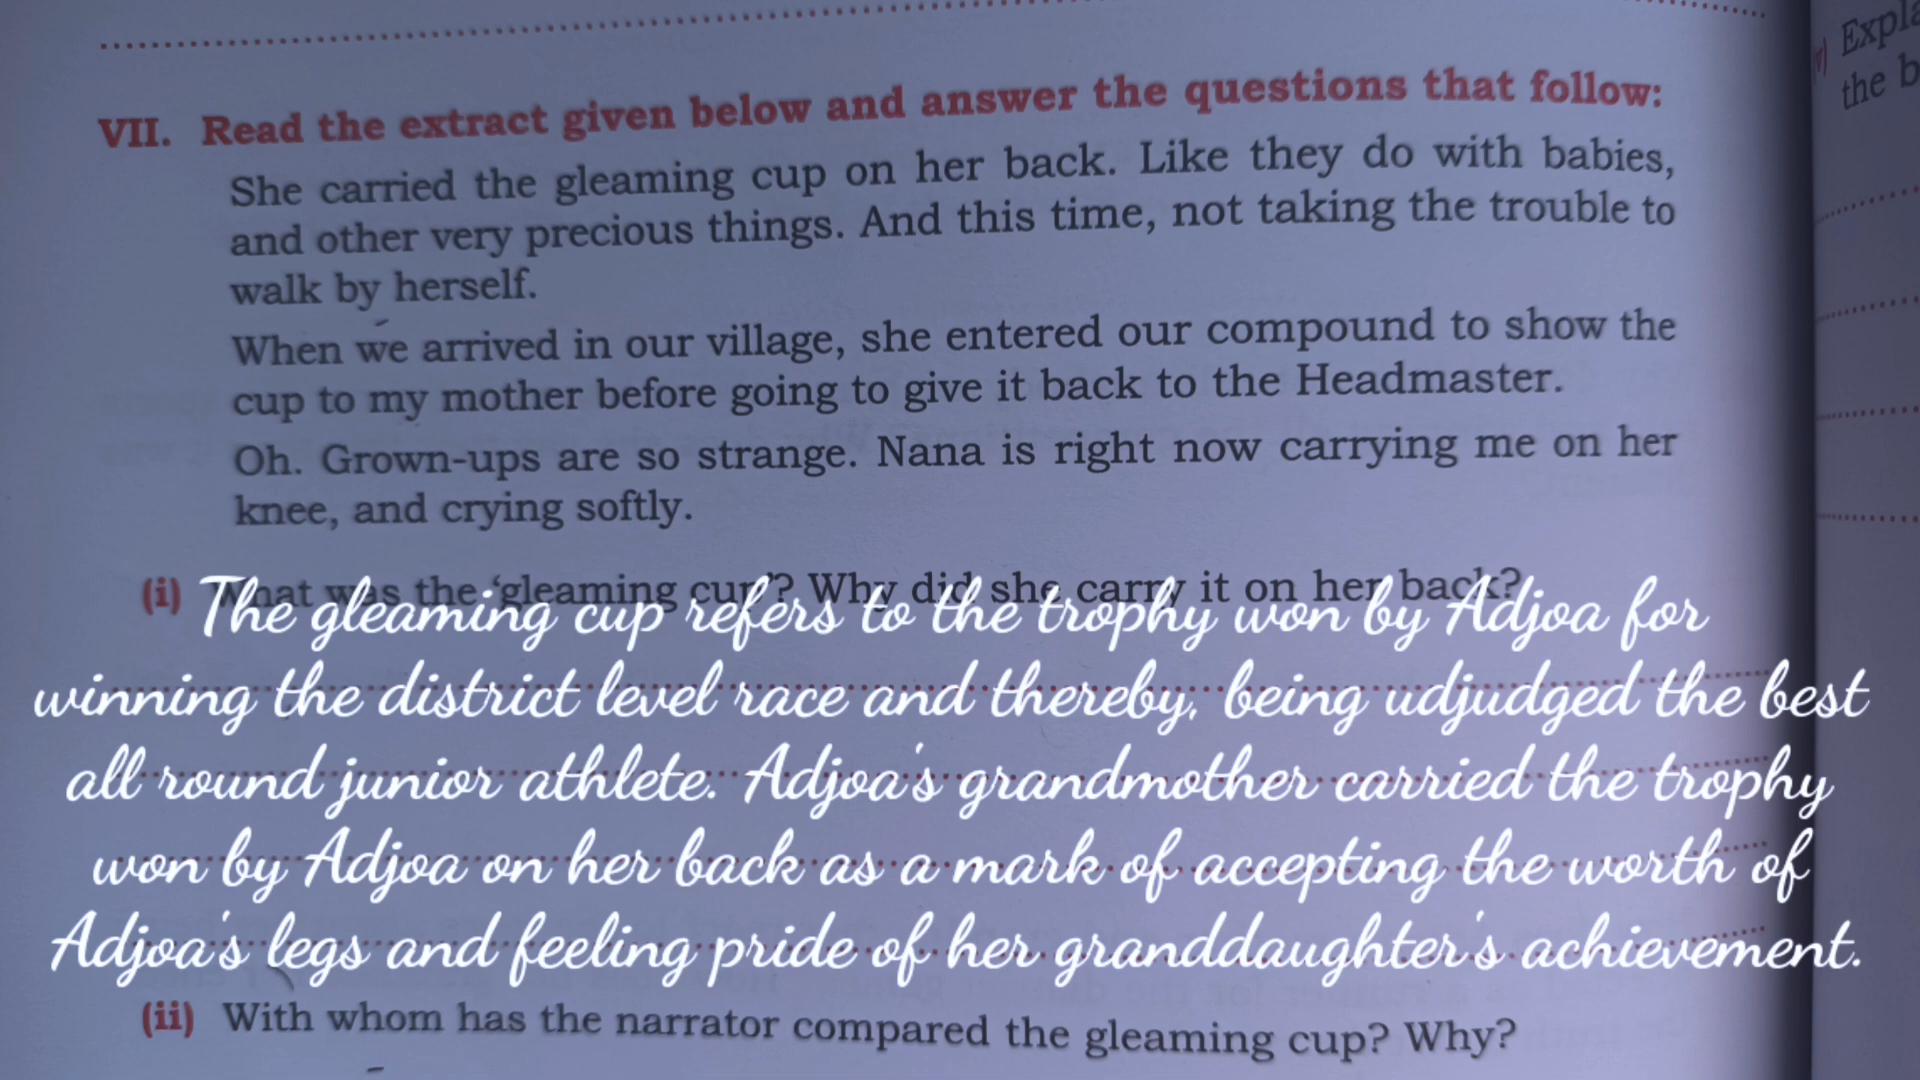 Expla
the b
VII. Read the extract given below and answer the questions that follow:
She carried the gleaming cup on her back. Like they do with babies,
and other very precious things. And this time, not taking the trouble to
walk by herself.
When we arrived in our village, she entered our compound to show the
cup to my mother before going to give it back to the Headmaster.
Oh. Grown-ups are so strange. Nana is right now carrying me on her
knee, and crying softly.
(i) What was the 'gleaming cup'? Why did she carry it on her back?
The gleaming cup refers to the trophy won by Adjoa for
winning the district level race and thereby, being udjudged the best
all round junior athlete. Adjoa's grandmother carried the trophy
won by Adjoa on her back as a mark of accepting the worth of
Adjoa's legs and feeling pride of her granddaughter's achievement.
(ii) With whom has the narrator compared the gleaming cup? Why?